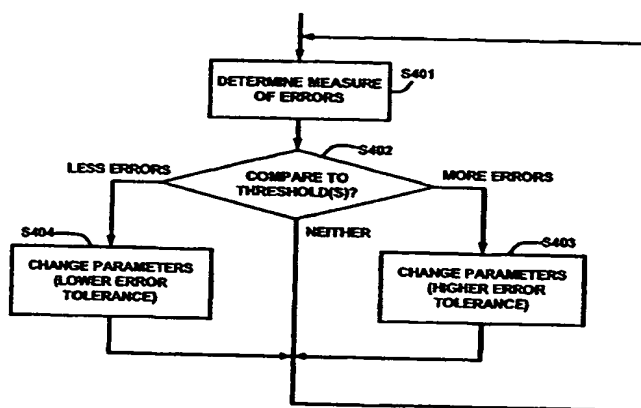 DETERMINE MEASURE
OF ERRORS
S401
S402
LESS ERRORS
COMPARE TO
THRESHOLD(S)?
MORE ERRORS
NEITHER
S404
CHANGE PARAMETERS
(LOWER ERROR
TOLERANCE)
S403
CHANGE PARAMETERS
(HIGHER ERROR
TOLERANCE)